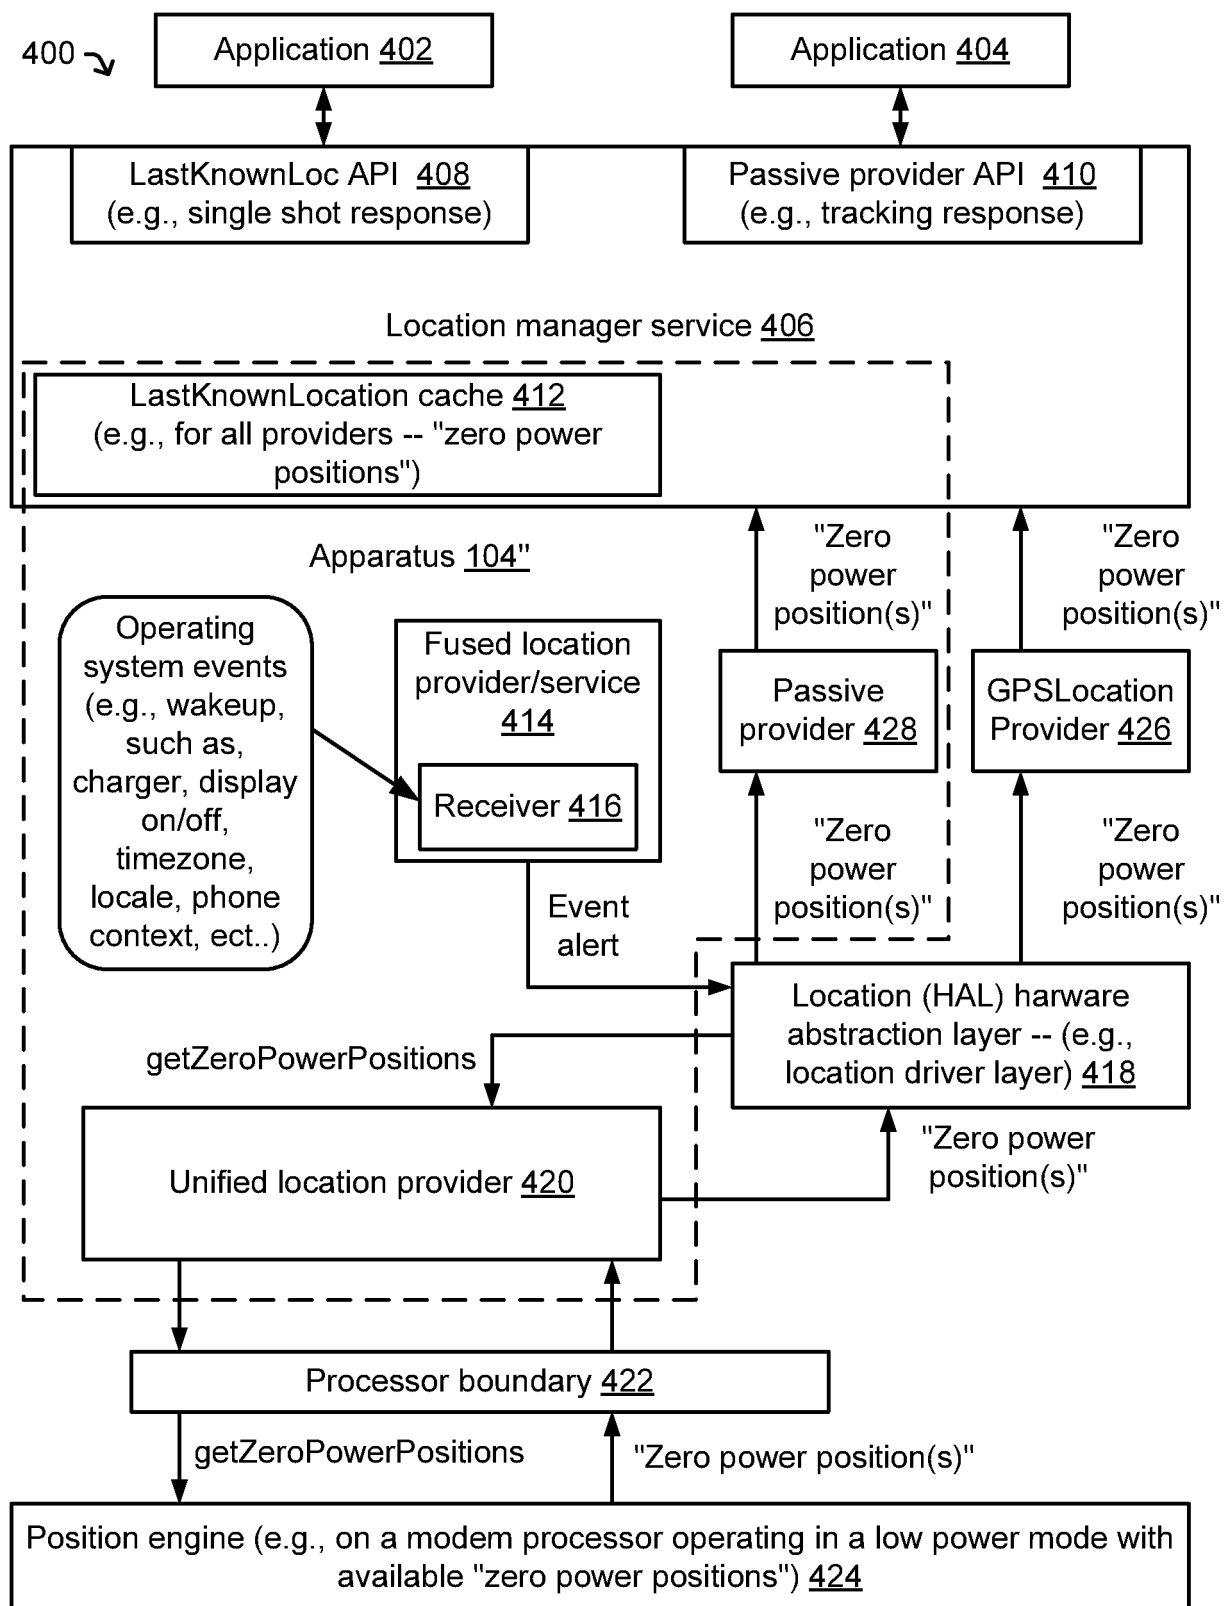 400
Application 402
Application 404
LastKnownLoc API 408
(e.g., single shot response)
Passive provider API 410
(e.g., tracking response)
Location manager service 406
LastKnownLocation cache 412
(e.g., for all providers -- "zero power
positions")
Apparatus 104"
"Zero
power
position(s)"
"Zero
power
position(s)"
Operating
system events
(e.g., wakeup,
such as,
charger, display
on/off,
timezone,
locale, phone
context, ect..)
Fused location
provider/service
414
Receiver 416
Passive
provider 428
GPSLocation
Provider 426
"Zero
power
position(s)"
"Zero
power
position(s)"
Event
alert
Location (HAL) harware
abstraction layer -- (e.g.,
location driver layer) 418
getZeroPowerPositions
"Zero power
position(s)"
Unified location provider 420
Processor boundary 422
getZeroPowerPositions
"Zero power position(s)"
Position engine (e.g., on a modem processor operating in a low power mode with
available "zero power positions") 424